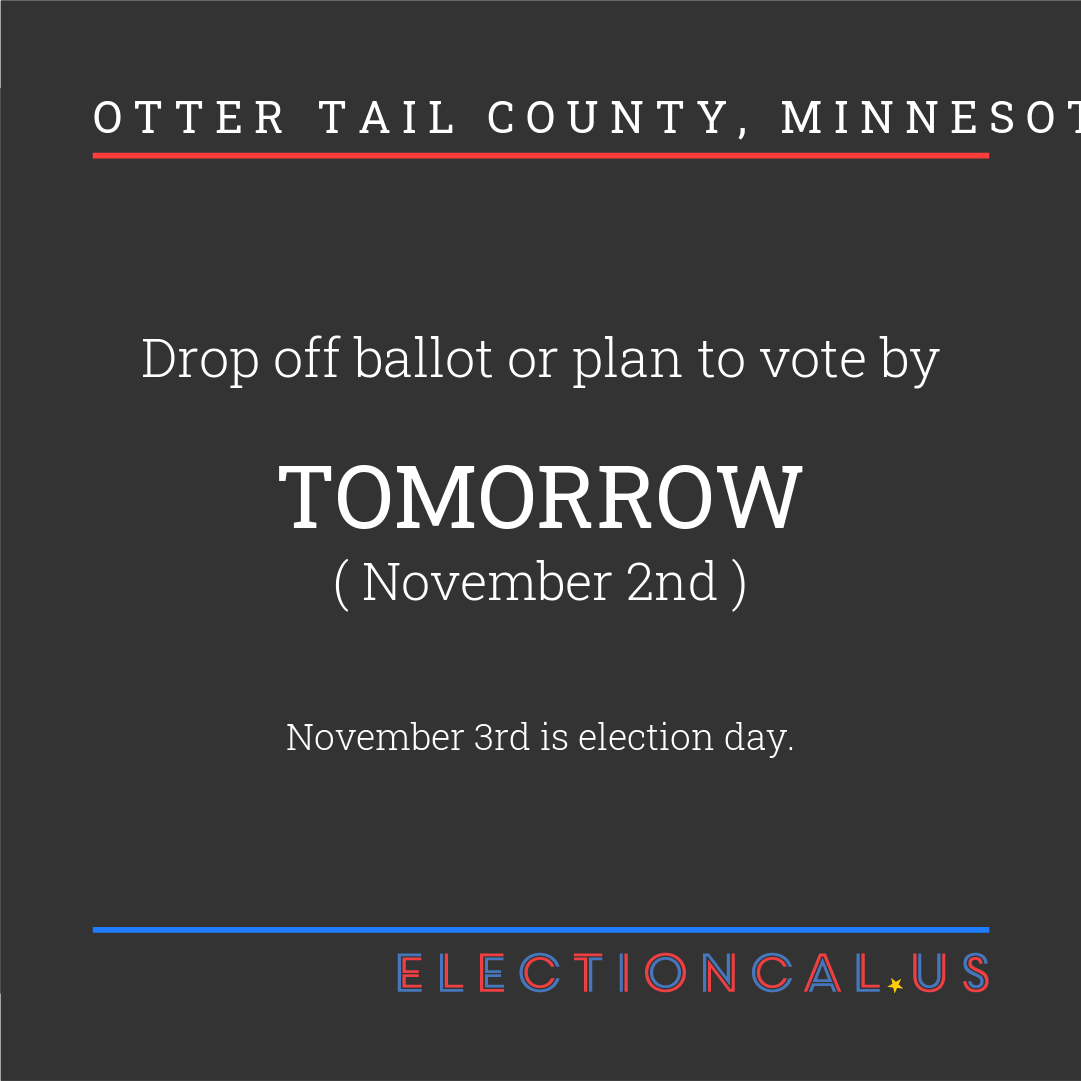 OTTER TAIL COUNTY, MINNESOT
Drop off ballot or plan to vote by
TOMORROW
( November 2nd )
November 3rd is election day.
ELECTIONCAL.US